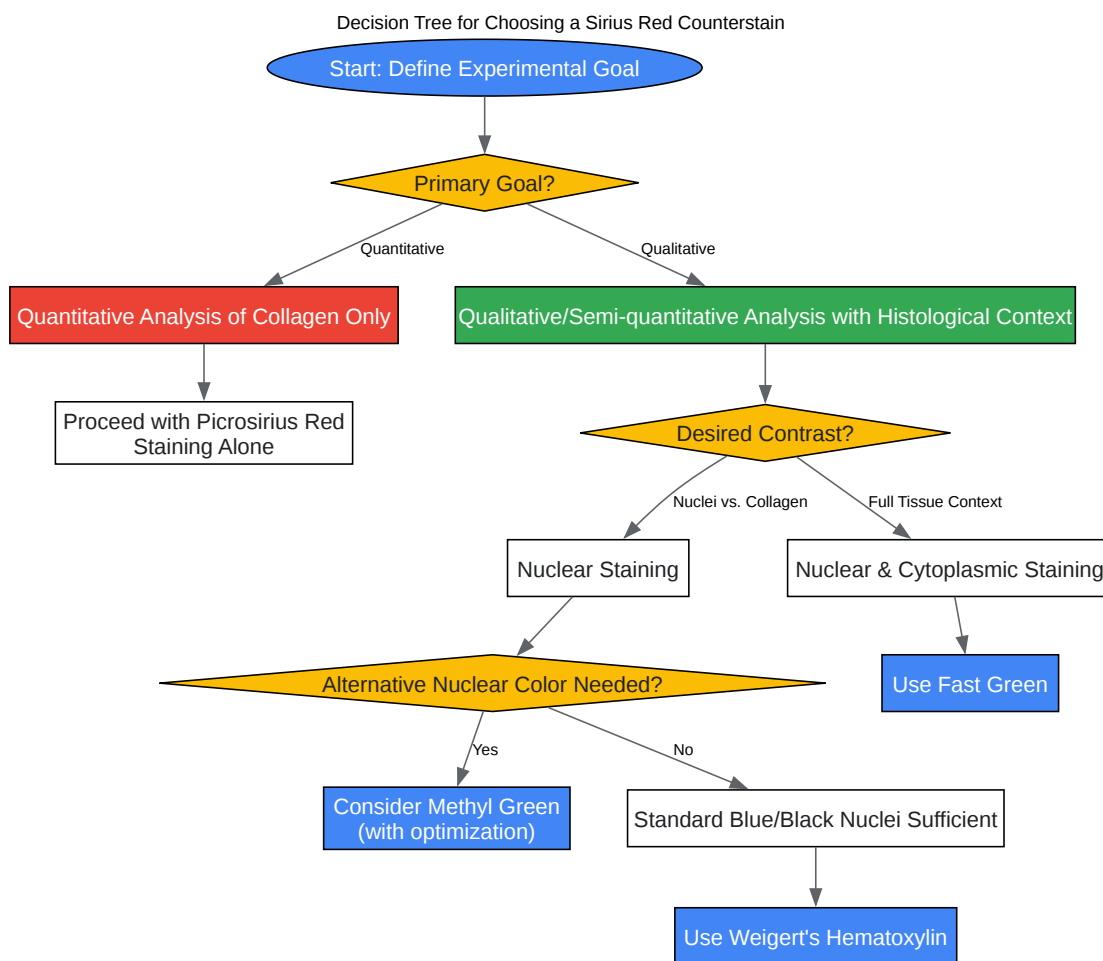 Decision Tree for Choosing a Sirius Red Counterstain
Start: Define Experimental Goal
Primary Goal?
Quantitative
Qualitative
Quantitative Analysis of Collagen Only
Qualitative/Semi-quantitative Analysis with Histological Context
Proceed with Picrosirius Red
Staining Alone
Desired Contrast?
Nuclei vs. Collagen
Full Tissue Context
Nuclear Staining
Nuclear & Cytoplasmic Staining
Alternative Nuclear Color Needed?
Use Fast Green
Yes
No
Consider Methyl Green
(with optimization)
Standard Blue/Black Nuclei Sufficient
Use Weigert's Hematoxylin